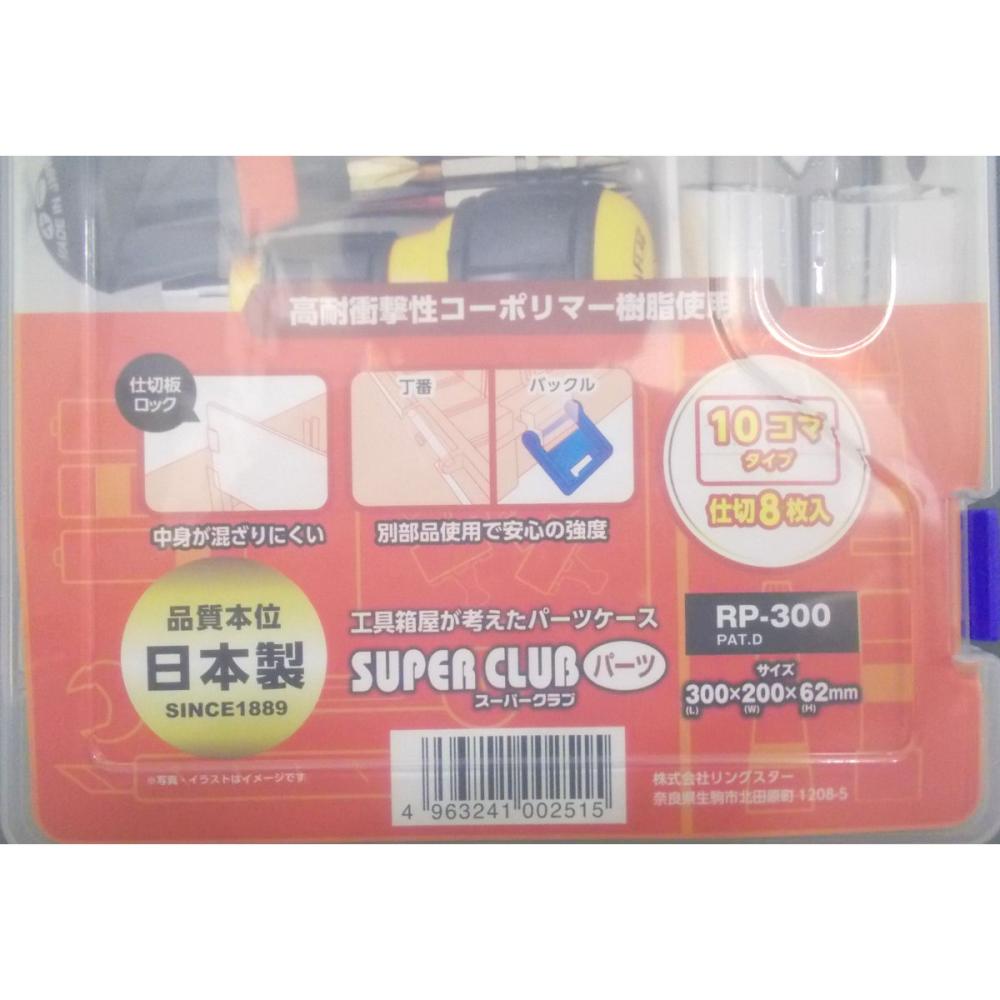 MADE IN
高耐衝撃性コーポリマー樹脂使用
仕切板
ロック
中身が混ざりにくい
丁番
バックル
別部品使用で安心の強度
10コマ
タイプ
仕切8枚入
品質本位
日本製
SINCE1889
工具箱屋が考えたパーツケース
SUPER CLUB パーツ
スーパークラブ
RP-300
PAT.D
サイズ
300×200×62mm
(L) (W) (H)
※写真・イラストはイメージです
4 963241 002515
株式会社リングスター
奈良県生駒市北田原町1208-5